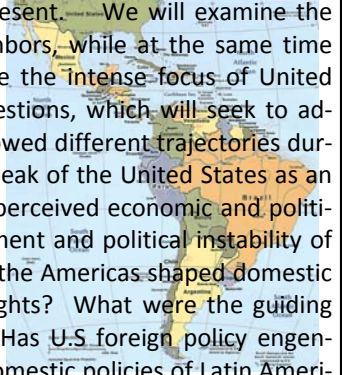 esent. We will examine the
nbors, while at the same time
e the intense focus of United
estions, which will seek to ad-
owed different trajectories dur-
eak of the United States as an
perceived economic and politi-
ment and political instability of
the Americas shaped domestic
ghts? What were the guiding
Has U.S foreign policy engen-
omestic policies of Latin Ameri-